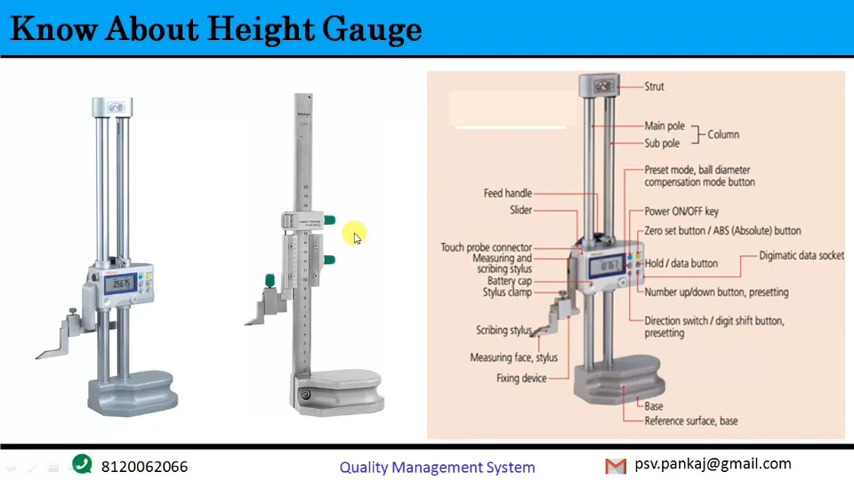 Know About Height Gauge
Strut
Main pole
Sub pole
Column
Preset mode, ball diameter
compensation mode button
Feed handle
Slider
Power ON/OFF key
Zero set button / ABS (Absolute) button
Touch probe connector
Measuring and
scribing stylus
Battery cap
Stylus clamp
Digimatic data socket
Hold / data button
Number up/down button, presetting
Scribing stylus
Direction switch / digit shift button,
presetting
Measuring face, stylus
Fixing device
Base
Reference surface, base
8120062066
Quality Management System
psv.pankaj@gmail.com